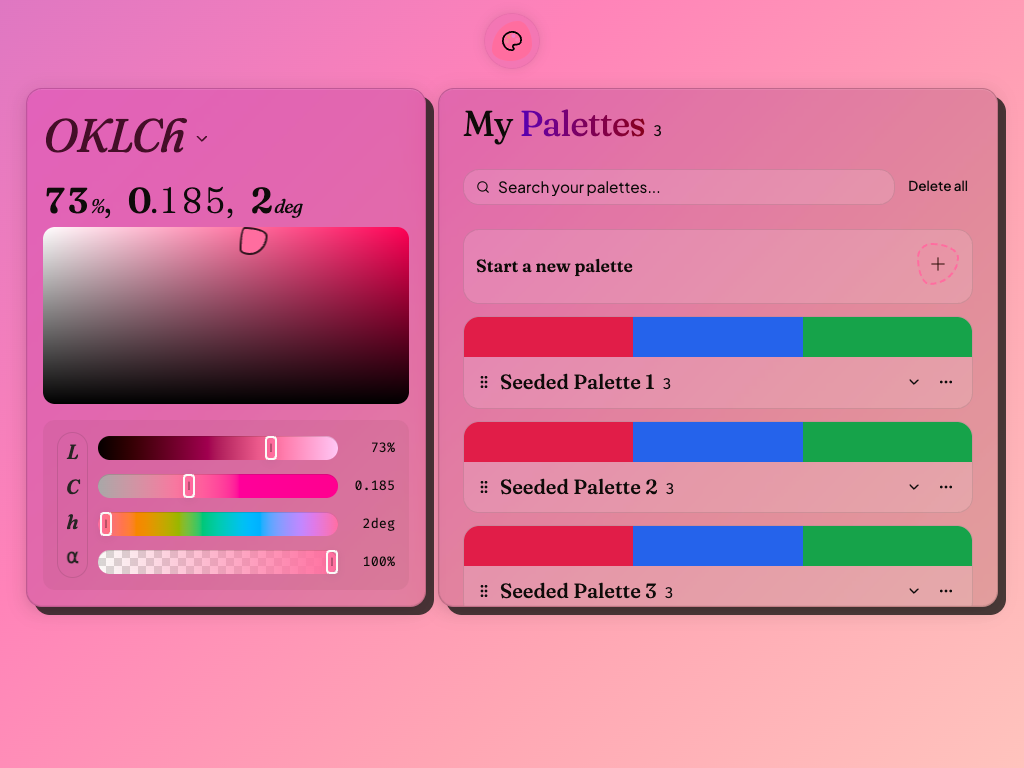 OKLCh
73%, 0.185, 2deg
L 73%
C 0.185
h 2deg
α 100%
My Palettes 3
Search your palettes...
Delete all
Start a new palette
Seeded Palette 1 3
Seeded Palette 2 3
Seeded Palette 3 3